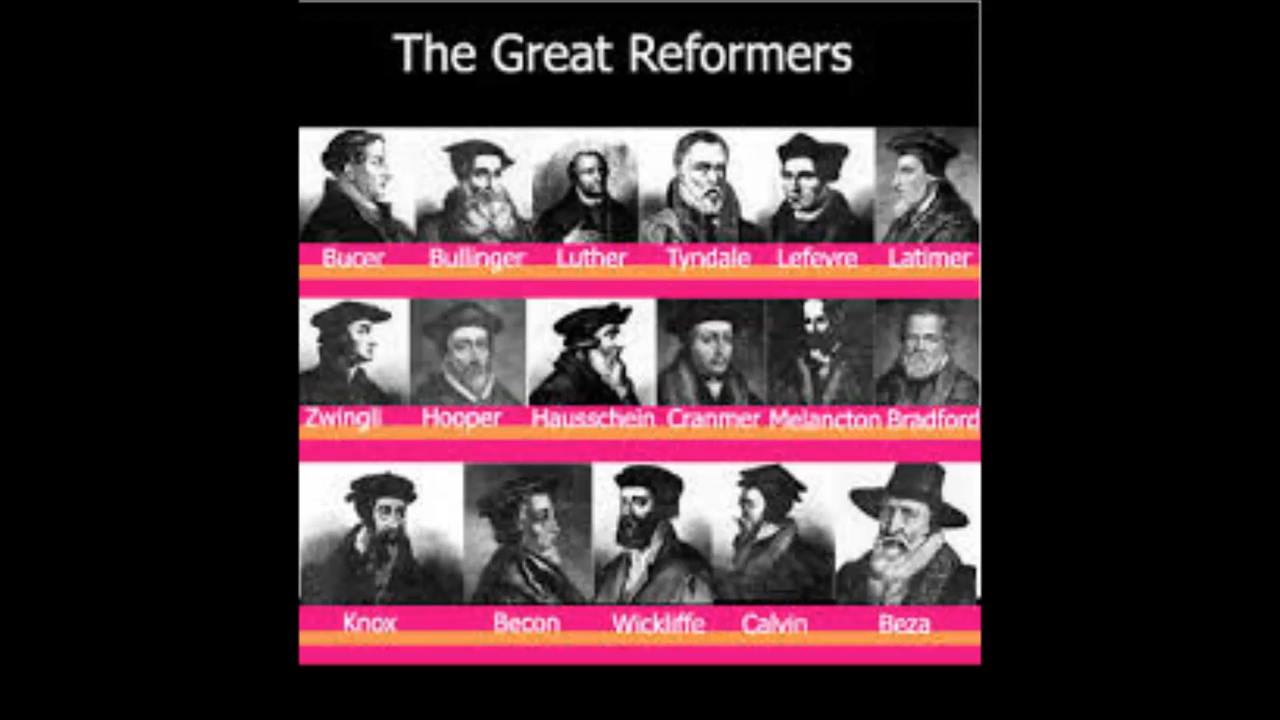 The Great Reformers
Bucer Bullinger Luther Tyndale Lefevre Latimer
Zwingli Hooper Hausschein Cranmer Melancton Bradford
Knox Becon Wickliffe Calvin Beza